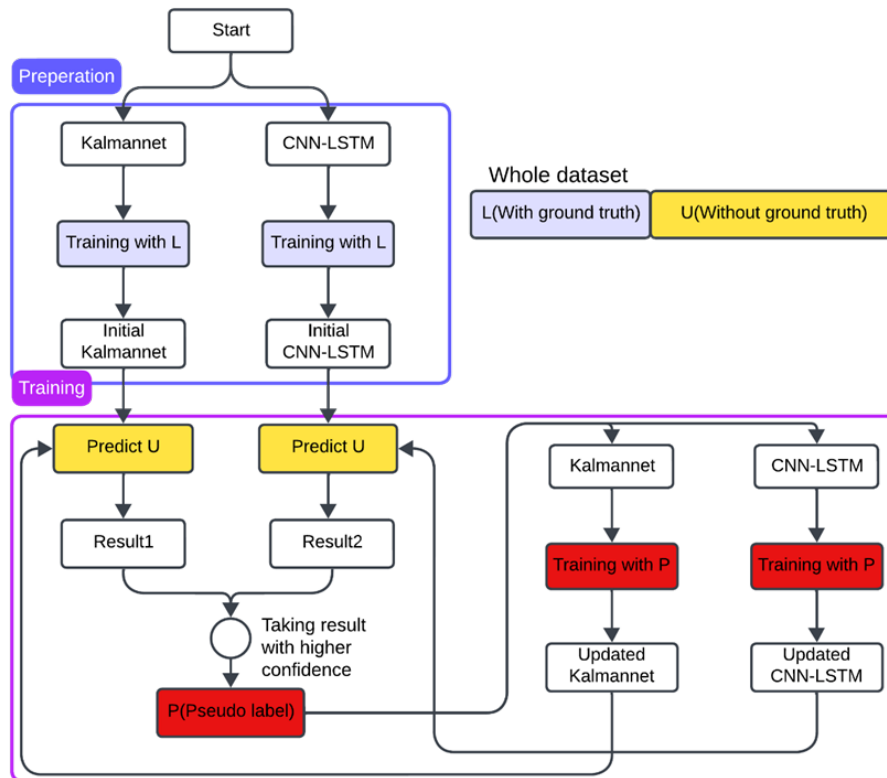 Start
Preperation
Kalmannet
CNN-LSTM
Training with L
Training with L
Initial
Kalmannet
Initial
CNN-LSTM
Whole dataset
L(With ground truth)
U(Without ground truth)
Training
Predict U
Predict U
Result1
Result2
Taking result
with higher
confidence
P(Pseudo label)
Kalmannet
CNN-LSTM
Training with P
Training with P
Updated
Kalmannet
Updated
CNN-LSTM